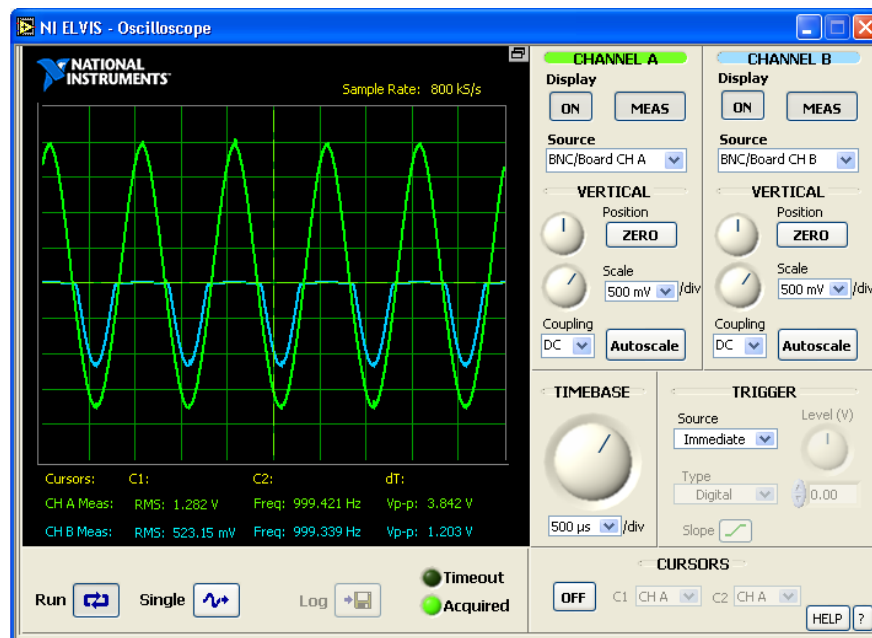 NI ELVIS - Oscilloscope
NATIONAL
INSTRUMENTS™
Sample Rate: 800 kS/s
Cursors: C1: C2: dT:
CH A Meas: RMS: 1.282 V Freq: 999.421 Hz Vp-p: 3.842 V
CH B Meas: RMS: 523.15 mV Freq: 999.339 Hz Vp-p: 1.203 V
Run Single Log Timeout
Acquired
CHANNEL A
Display
ON MEAS
Source
BNC/Board CH A
VERTICAL
Position
ZERO
Scale
500 mV /div
Coupling
DC Autoscale
CHANNEL B
Display
ON MEAS
Source
BNC/Board CH B
VERTICAL
Position
ZERO
Scale
500 mV /div
Coupling
DC Autoscale
TIMEBASE
500 µs /div
TRIGGER
Source Level (V)
Immediate
Type
Digital 0.00
Slope
CURSORS
OFF C1 CH A C2 CH A
HELP ?